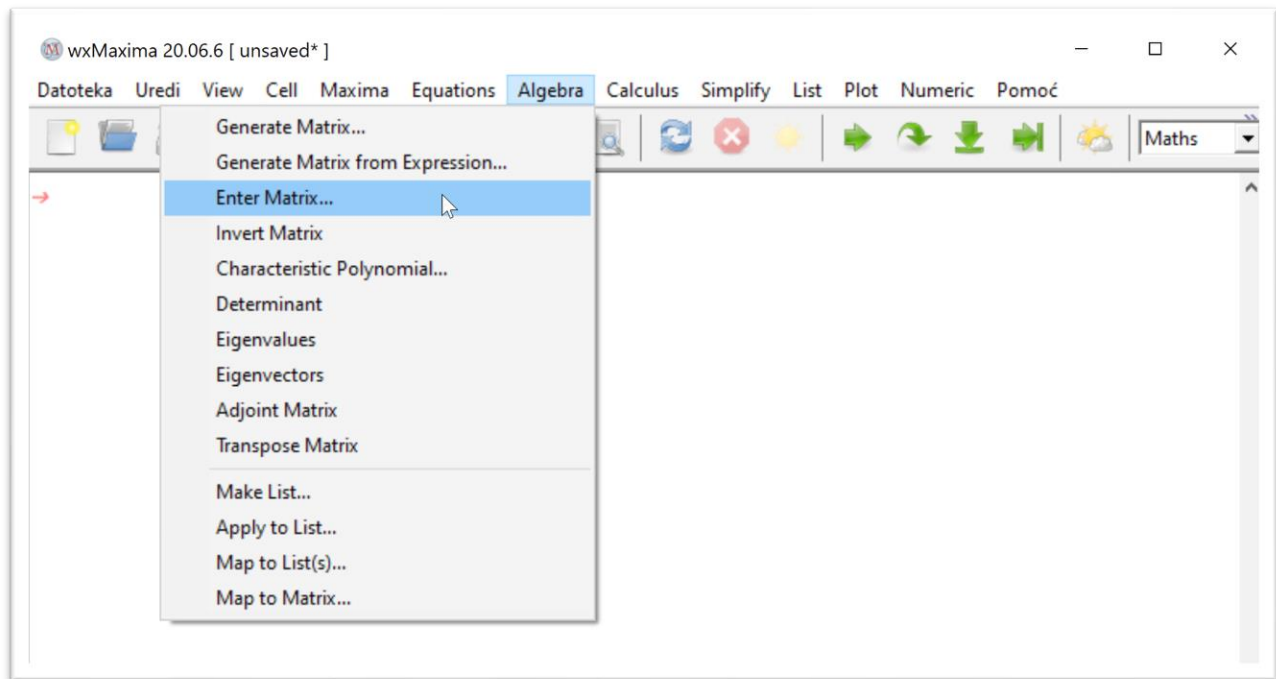 wxMaxima 20.06.6 [ unsaved* ]
Datoteka Uredi View Cell Maxima Equations Algebra Calculus Simplify List Plot Numeric Pomoć
Maths
Generate Matrix...
Generate Matrix from Expression...
Enter Matrix...
Invert Matrix
Characteristic Polynomial...
Determinant
Eigenvalues
Eigenvectors
Adjoint Matrix
Transpose Matrix
Make List...
Apply to List...
Map to List(s)...
Map to Matrix...